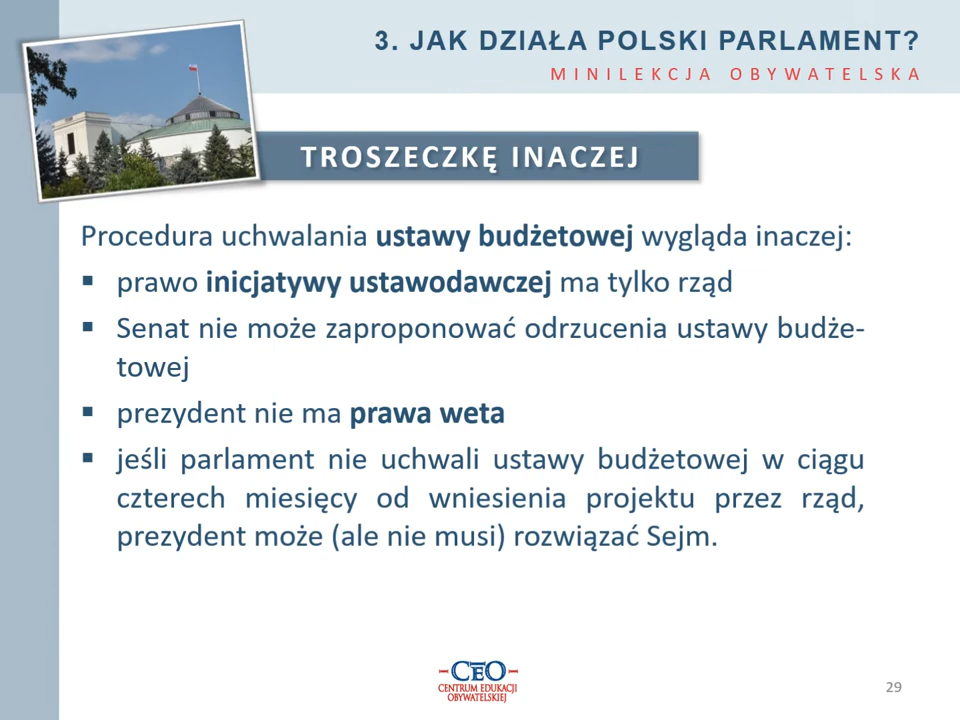 3. JAK DZIAŁA POLSKI PARLAMENT?
MINILEKCJA OBYWATELSKA
TROSZECZKĘ INACZEJ
Procedura uchwalania ustawy budżetowej wygląda inaczej:
▪ prawo inicjatywy ustawodawczej ma tylko rząd
▪ Senat nie może zaproponować odrzucenia ustawy budże-
towej
▪ prezydent nie ma prawa weta
▪ jeśli parlament nie uchwali ustawy budżetowej w ciągu
czterech miesięcy od wniesienia projektu przez rząd,
prezydent może (ale nie musi) rozwiązać Sejm.
CEO
CENTRUM EDUKACJI
OBYWATELSKIEJ
29